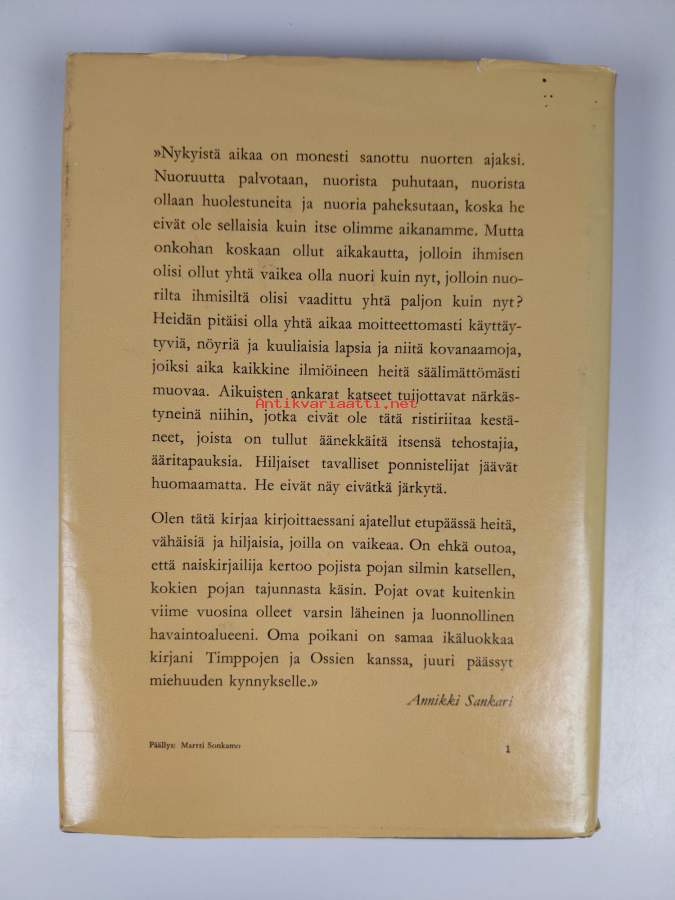 »Nykyistä aikaa on monesti sanottu nuorten ajaksi.
Nuoruutta palvotaan, nuorista puhutaan, nuorista
ollaan huolestuneita ja nuoria paheksutaan, koska he
eivät ole sellaisia kuin itse olimme aikanamme. Mutta
onkohan koskaan ollut aikakautta, jolloin ihmisen
olisi ollut yhtä vaikea olla nuori kuin nyt, jolloin nuo-
rilta ihmisiltä olisi vaadittu yhtä paljon kuin nyt?
Heidän pitäisi olla yhtä aikaa moitteettomasti käyttäy-
tyviä, nöyriä ja kuuliaisia lapsia ja niitä kovanaamoja,
joiksi aika kaikkine ilmiöineen heitä säälimättömästi
muovaa. Aikuisten ankarat katseet tuijottavat närkäs-
Antikvariaatti.net
tyneinä niihin, jotka eivät ole tätä ristiriitaa kestä-
neet, joista on tullut äänekkäitä itsensä tehostajia,
ääritapauksia. Hiljaiset tavalliset ponnistelijat jäävät
huomaamatta. He eivät näy eivätkä järkytä.
Olen tätä kirjaa kirjoittaessani ajatellut etupäässä heitä,
vähäisiä ja hiljaisia, joilla on vaikeaa. On ehkä outoa,
että naiskirjailija kertoo pojista pojan silmin katsellen,
kokien pojan tajunnasta käsin. Pojat ovat kuitenkin
viime vuosina olleet varsin läheinen ja luonnollinen
havaintoalueeni. Oma poikani on samaa ikäluokkaa
kirjani Timppojen ja Ossien kanssa, juuri päässyt
miehuuden kynnykselle.»
Annikki Sankari
Päällys: Martti Sonkamo
1